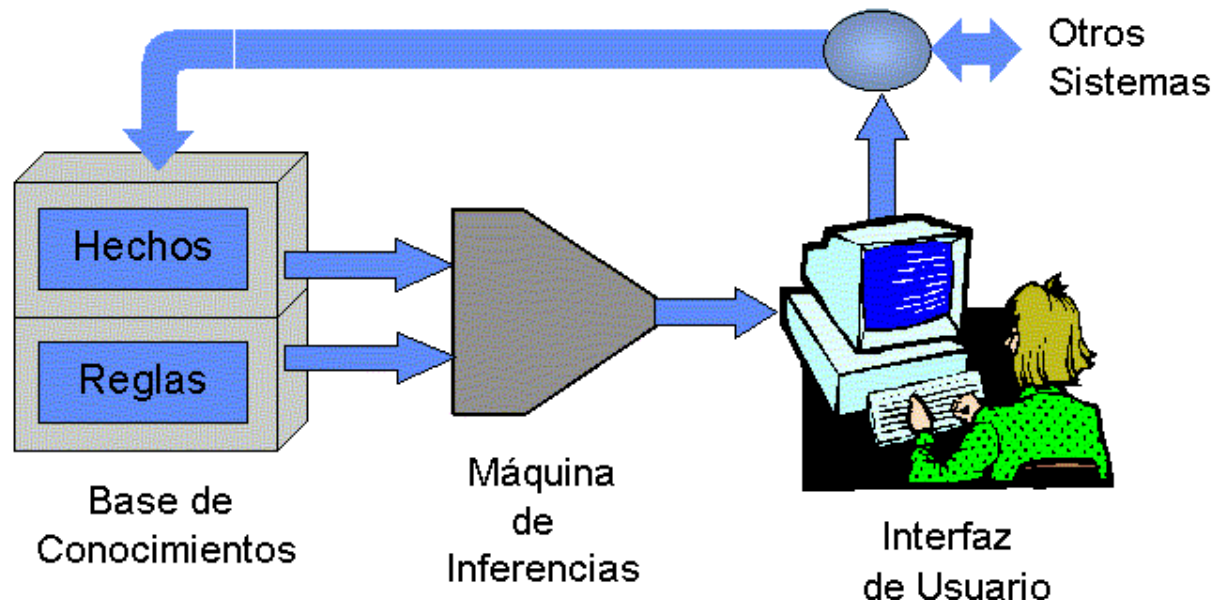 Otros
Sistemas
Hechos
Reglas
Base de
Conocimientos
Máquina
de
Inferencias
Interfaz
de Usuario